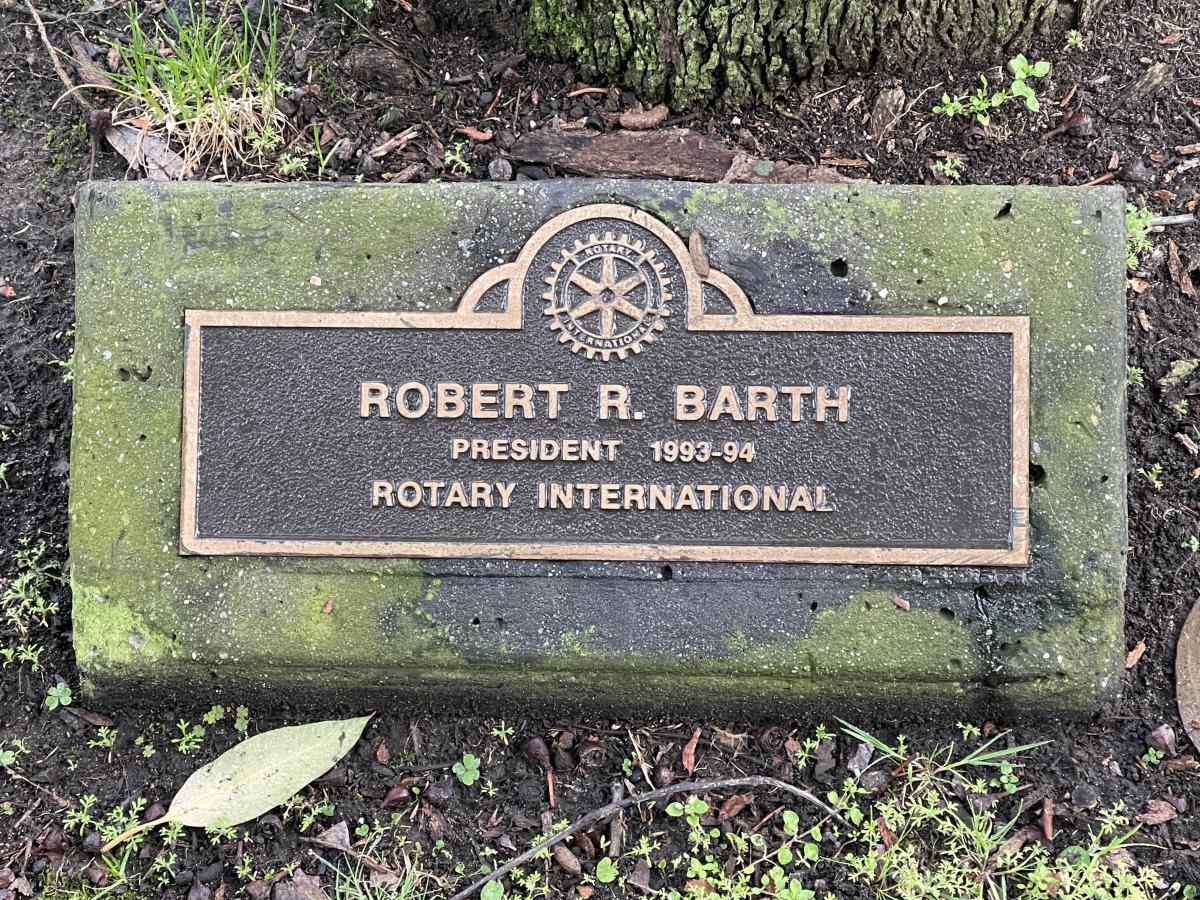 ROTARY
INTERNATIONAL
ROBERT R. BARTH
PRESIDENT 1993-94
ROTARY INTERNATIONAL